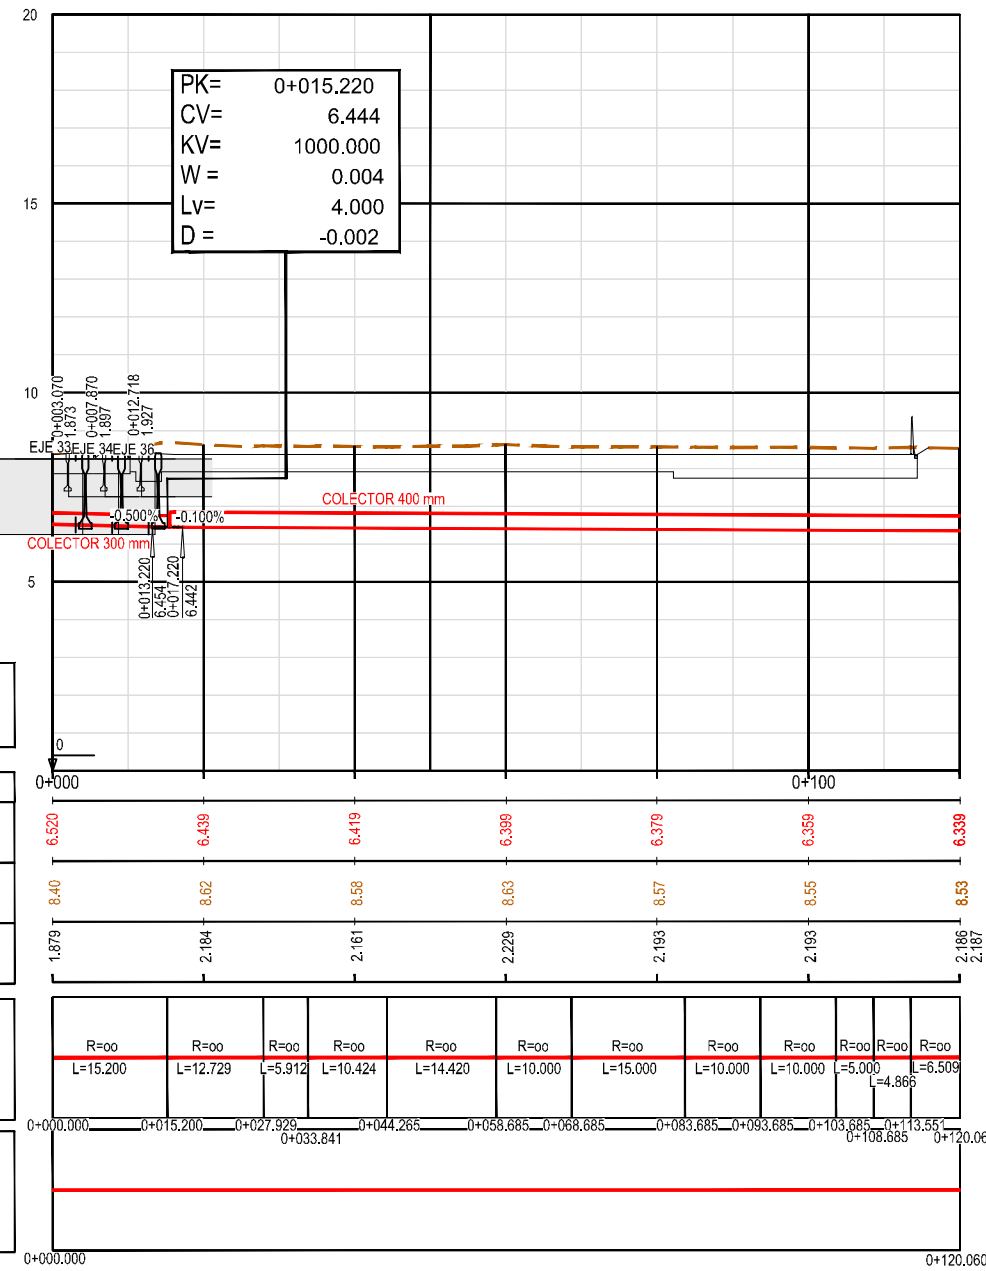 20
PK= 0+015.220
CV= 6.444
KV= 1000.000
W = 0.004
Lv= 4.000
D = -0.002
15
10
0+003.070
1.873
0+007.870
1.897
0+012.718
1.927
EJE 33 EJE 34 EJE 36
COLECTOR 400 mm
-0.500% -0.100%
COLECTOR 300 mm
5
0+013.220
6.454
0+017.220
6.442
0
0+000 0+100
6.520 6.439 6.419 6.399 6.379 6.359 6.339
8.40 8.62 8.58 8.63 8.57 8.55 8.53
1.879 2.184 2.161 2.229 2.193 2.193 2.186 2.187
R=oo R=oo R=oo R=oo R=oo R=oo R=oo R=oo R=oo R=oo R=oo R=oo
L=15.200 L=12.729 L=5.912 L=10.424 L=14.420 L=10.000 L=15.000 L=10.000 L=10.000 L=5.000 L=6.509
L=4.866
0+000.000 0+015.200 0+027.929 0+044.265 0+058.685 0+068.685 0+083.685 0+093.685 0+103.685 0+113.551
0+033.841 0+108.685 0+120.06
0+000.000 0+120.060